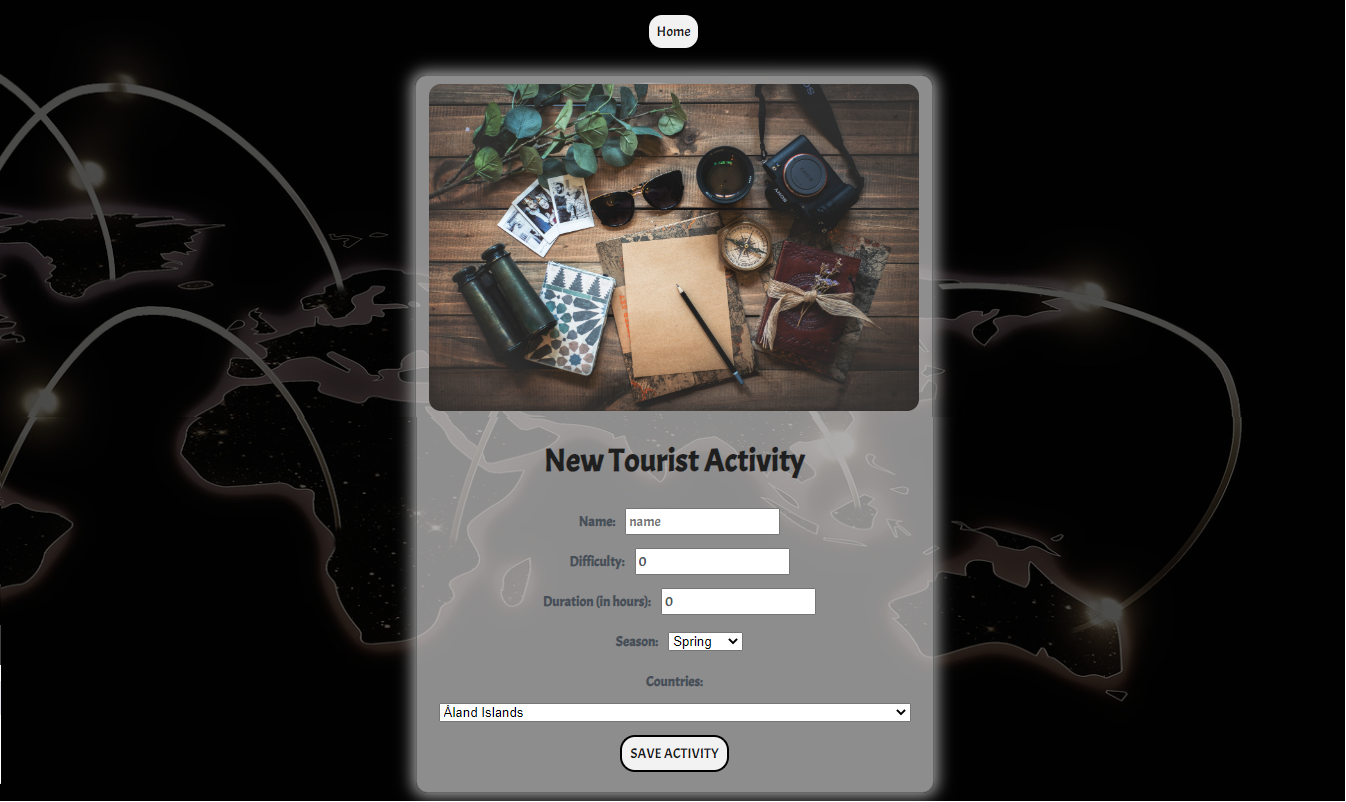 Home
SONY
New Tourist Activity
Name: name
Difficulty: 0
Duration (in hours): 0
Season: Spring
Countries:
Åland Islands
SAVE ACTIVITY